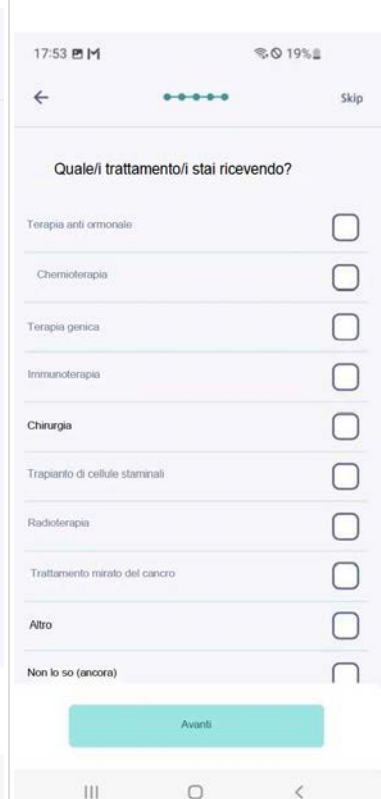 17:53
19%
Skip
Quale/i trattamento/i stai ricevendo?
Terapia anti ormonale
Chemioterapia
Terapia genica
Immunoterapia
Chirurgia
Trapianto di cellule staminali
Radioterapia
Trattamento mirato del cancro
Altro
Non lo so (ancora)
Avanti